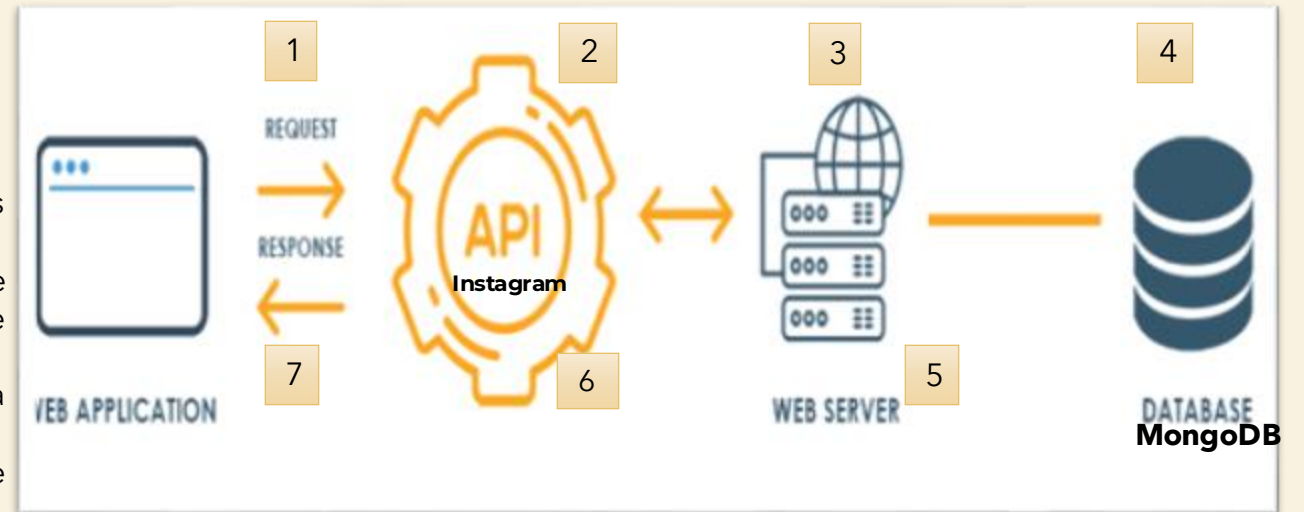 1
2
3
4
REQUEST
RESPONSE
API
Instagram
7
6
5
WEB APPLICATION
WEB SERVER
DATABASE
MongoDB